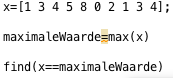 x=[1 3 4 5 8 0 2 1 3 4];
maximaleWaarde=max(x)
find(x==maximaleWaarde)